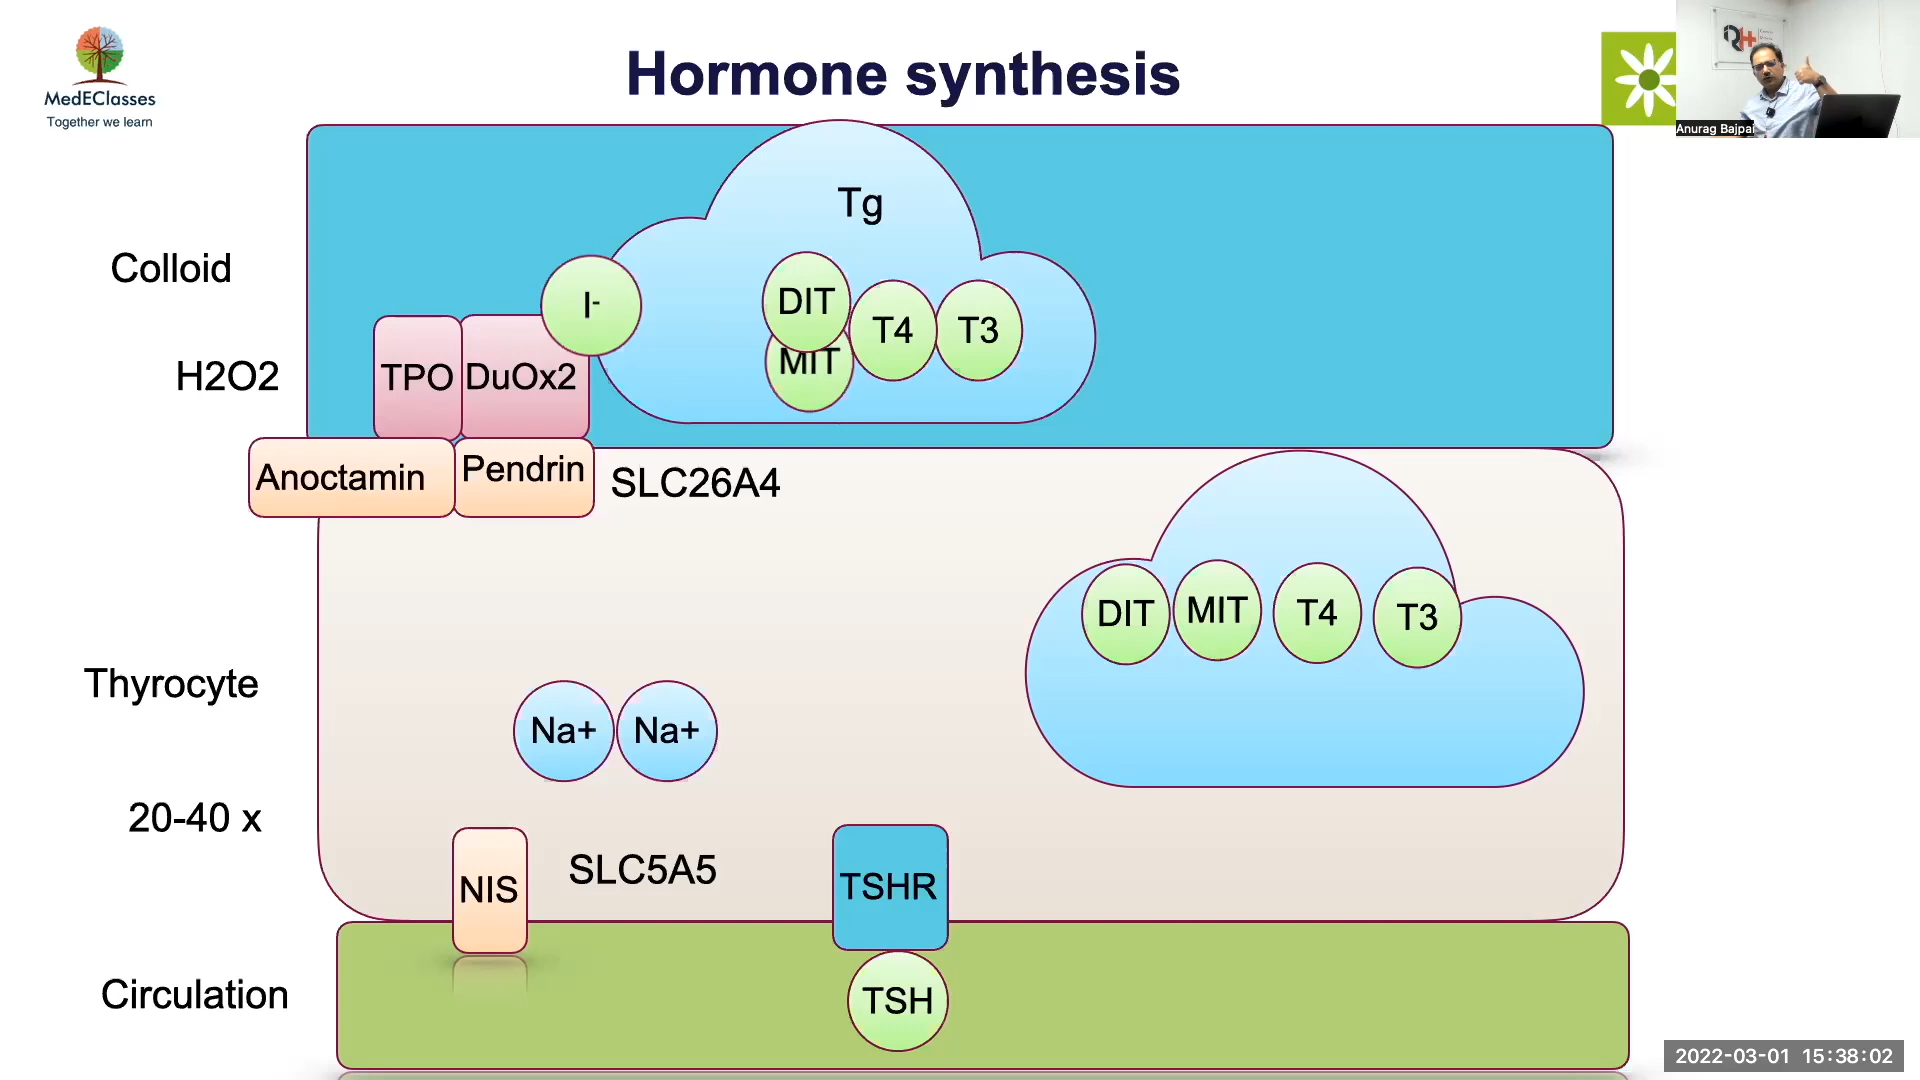 MedEClasses
Together we learn
Hormone synthesis
Anurag Bajpai
Tg
Colloid
I-
DIT
T4
T3
MIT
H2O2
TPO
DuOx2
Anoctamin
Pendrin
SLC26A4
DIT
MIT
T4
T3
Thyrocyte
Na+
Na+
20-40 x
NIS
SLC5A5
TSHR
Circulation
TSH
2022-03-01 15:38:02